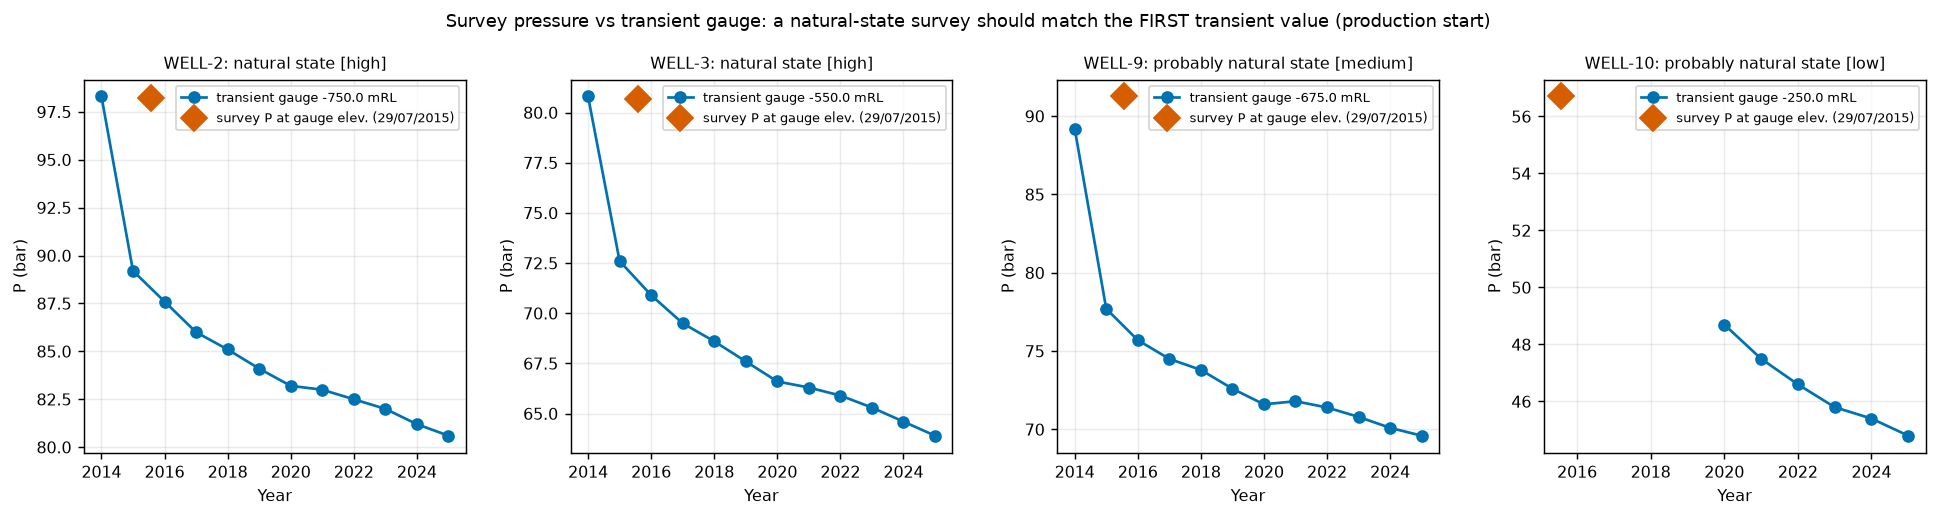 Survey pressure vs transient gauge: a natural-state survey should match the FIRST transient value (production start)
WELL-2: natural state [high]
transient gauge -750.0 mRL
survey P at gauge elev. (29/07/2015)
97.5
95.0
92.5
90.0
87.5
85.0
82.5
80.0
P (bar)
2014 2016 2018 2020 2022 2024
Year
WELL-3: natural state [high]
transient gauge -550.0 mRL
survey P at gauge elev. (29/07/2015)
80.0
77.5
75.0
72.5
70.0
67.5
65.0
P (bar)
2014 2016 2018 2020 2022 2024
Year
WELL-9: probably natural state [medium]
transient gauge -675.0 mRL
survey P at gauge elev. (29/07/2015)
90
85
80
75
70
P (bar)
2014 2016 2018 2020 2022 2024
Year
WELL-10: probably natural state [low]
transient gauge -250.0 mRL
survey P at gauge elev. (29/07/2015)
56
54
52
50
48
46
P (bar)
2016 2018 2020 2022 2024
Year